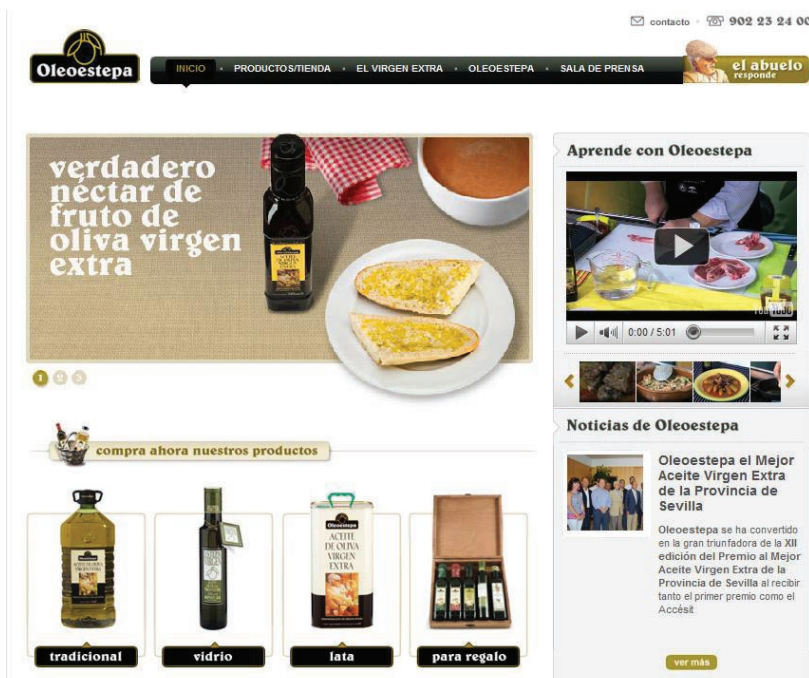 contacto · 902 23 24 00
Oleoestepa
INICIO · PRODUCTOS/TIENDA · EL VIRGEN EXTRA · OLEOESTEPA · SALA DE PRENSA
el abuelo
responde
verdadero
néctar de
fruto de
oliva virgen
extra
1 2 3
compra ahora nuestros productos
Oleoestepa
ACEITE
DE OLIVA
VIRGEN
EXTRA
tradicional
vidrio
lata
para regalo
Aprende con Oleoestepa
YouTube
0:00 / 5:01
Noticias de Oleoestepa
Oleoestepa el Mejor
Aceite Virgen Extra
de la Provincia de
Sevilla
Oleoestepa se ha convertido
en la gran triunfadora de la XII
edición del Premio al Mejor
Aceite Virgen Extra de la
Provincia de Sevilla al recibir
tanto el primer premio como el
Accésit
ver más